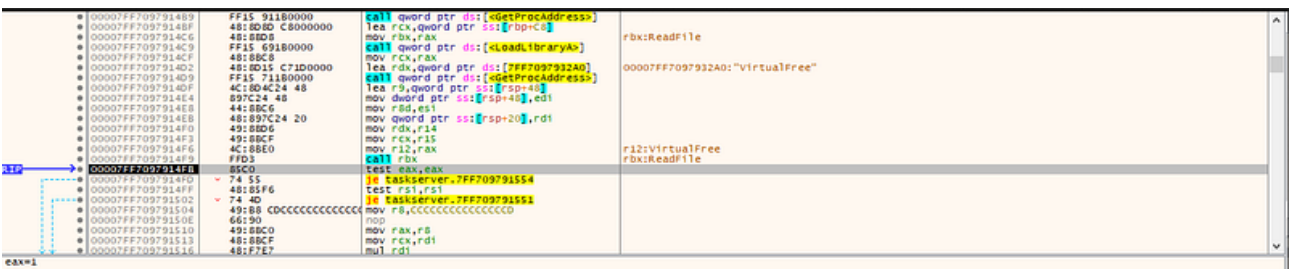 00007FF7097914B9 FF15 911B0000 call qword ptr ds:[<GetProcAddress>]
00007FF7097914BF 48:8D8D C8000000 lea rcx,qword ptr ss:[rbp+C8]
00007FF7097914C6 48:8BD8 mov rbx,rax rbx:ReadFile
00007FF7097914C9 FF15 691B0000 call qword ptr ds:[<LoadLibraryA>]
00007FF7097914CF 48:8BC8 mov rcx,rax
00007FF7097914D2 48:8D15 C71D0000 lea rdx,qword ptr ds:[7FF7097932A0] 00007FF7097932A0:"VirtualFree"
00007FF7097914D9 FF15 711B0000 call qword ptr ds:[<GetProcAddress>]
00007FF7097914DF 4C:8D4C24 48 lea r9,qword ptr ss:[rsp+48]
00007FF7097914E4 897C24 48 mov dword ptr ss:[rsp+48],edi
00007FF7097914E8 44:8BC6 mov r8d,esi
00007FF7097914EB 48:897C24 20 mov qword ptr ss:[rsp+20],rdi
00007FF7097914F0 49:8BD6 mov rdx,r14
00007FF7097914F3 49:8BCF mov rcx,r15
00007FF7097914F6 4C:8BE0 mov r12,rax r12:VirtualFree
00007FF7097914F9 FFD3 call rbx rbx:ReadFile
RIP 00007FF7097914FB 85C0 test eax,eax
00007FF7097914FD 74 55 je taskserver.7FF709791554
00007FF7097914FF 48:85F6 test rsi,rsi
00007FF709791502 74 4D je taskserver.7FF709791551
00007FF709791504 49:B8 CDCCCCCCCCCCC mov r8,CCCCCCCCCCCCCCCD
00007FF70979150E 66:90 nop
00007FF709791510 49:8BC0 mov rax,r8
00007FF709791513 48:8BCF mov rcx,rdi
00007FF709791516 48:F7E7 mul rdi
eax=1